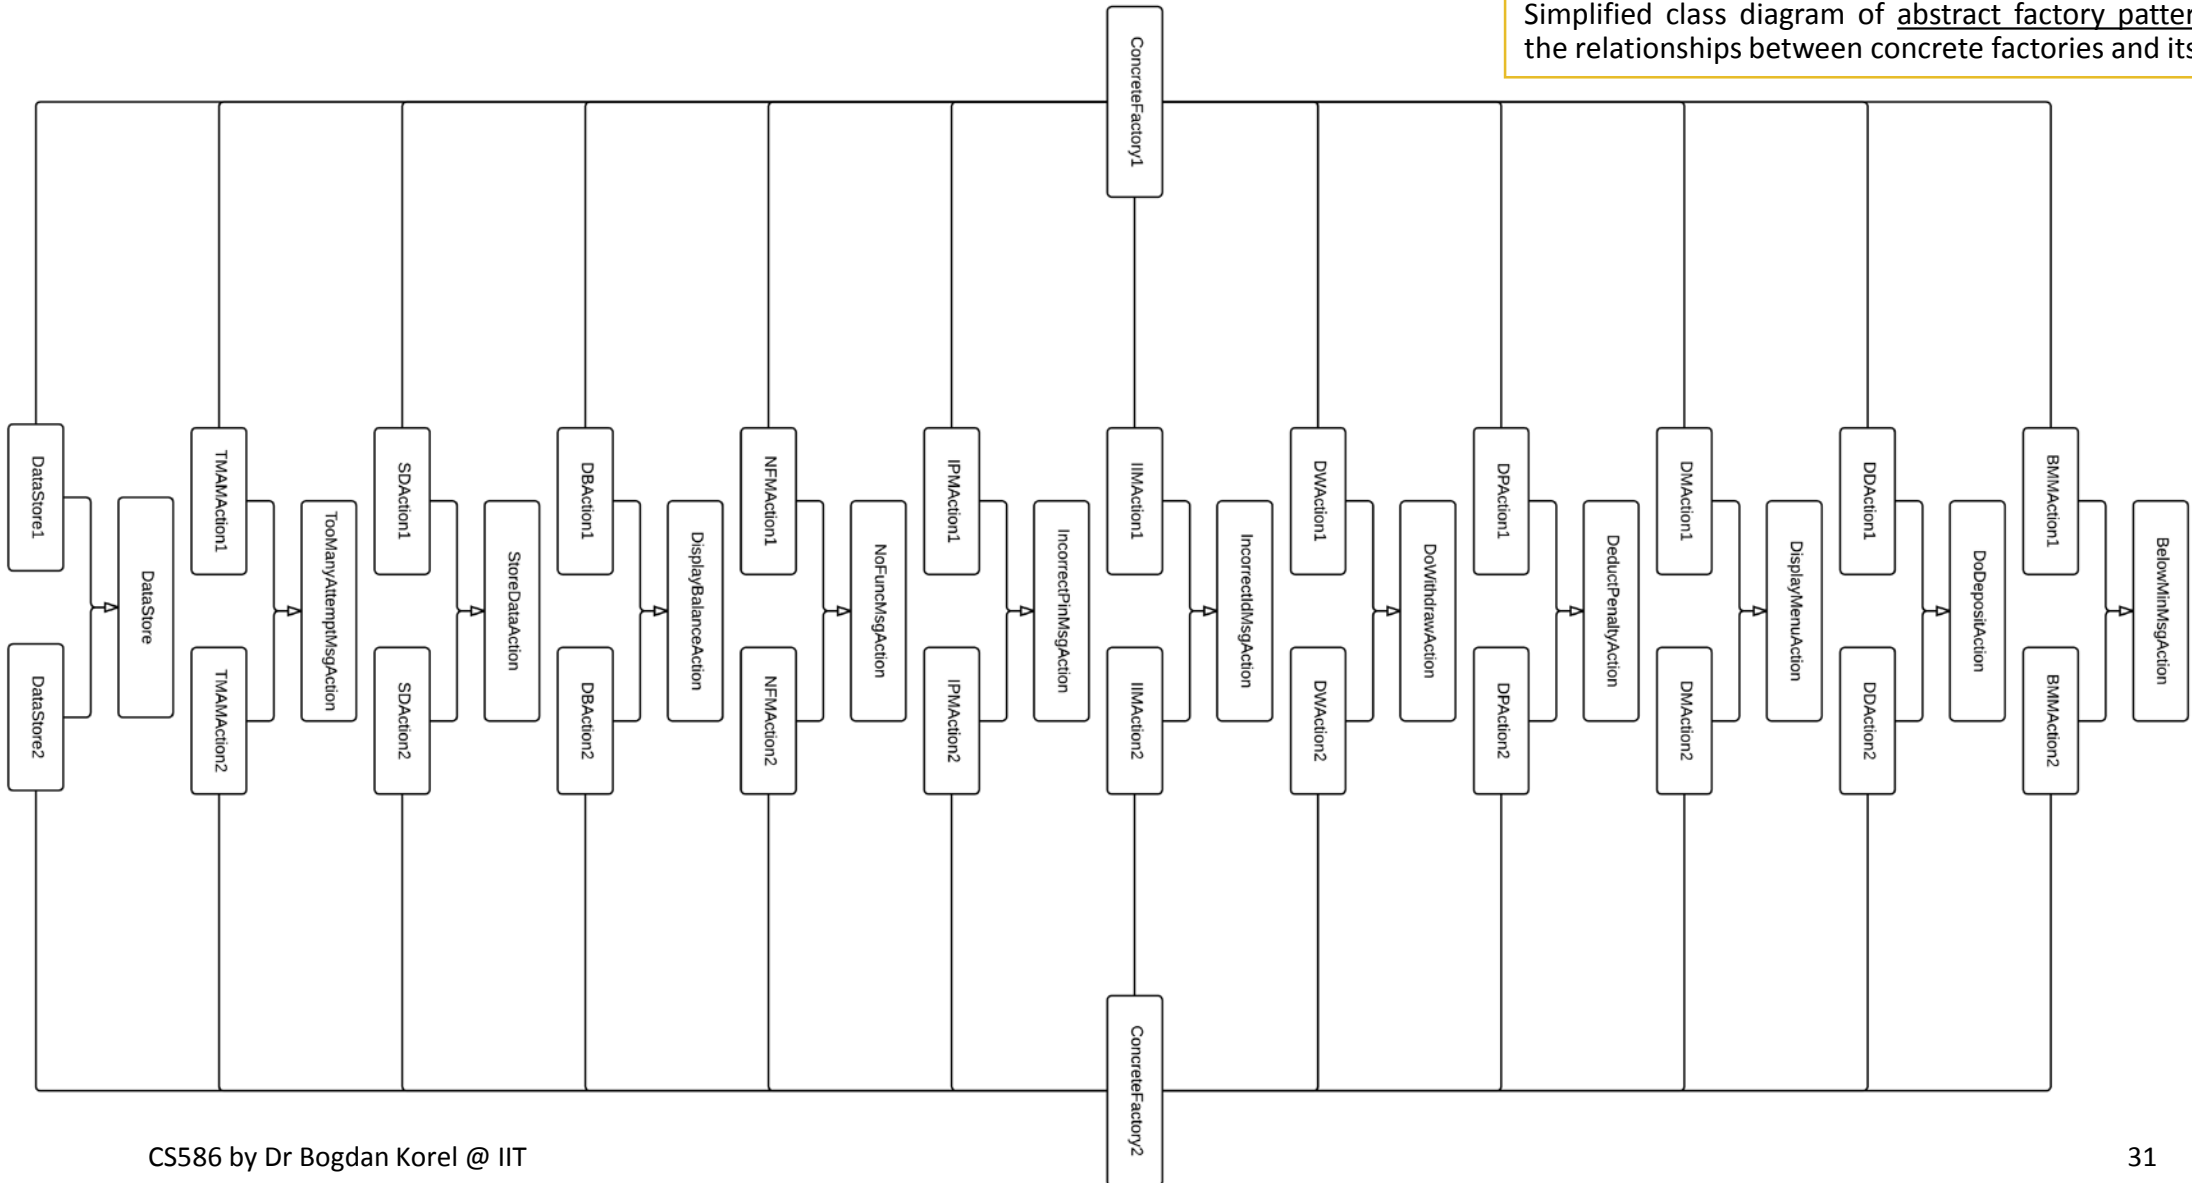 Simplified class diagram of abstract factory patter
the relationships between concrete factories and its
ConcreteFactory1
DataStore1
TMAMAction1
SDAction1
DBAction1
NFMAction1
IPMAction1
IIMAction1
DWAction1
DPAction1
DMAction1
DDAction1
BMMAction1
DataStore
TooManyAttemptMsgAction
StoreDataAction
DisplayBalanceAction
NoFuncMsgAction
IncorrectPinMsgAction
IncorrectIdMsgAction
DoWithdrawAction
DeductPenaltyAction
DisplayMenuAction
DoDepositAction
BelowMinMsgAction
DataStore2
TMAMAction2
SDAction2
DBAction2
NFMAction2
IPMAction2
IIMAction2
DWAction2
DPAction2
DMAction2
DDAction2
BMMAction2
ConcreteFactory2
CS586 by Dr Bogdan Korel @ IIT
31